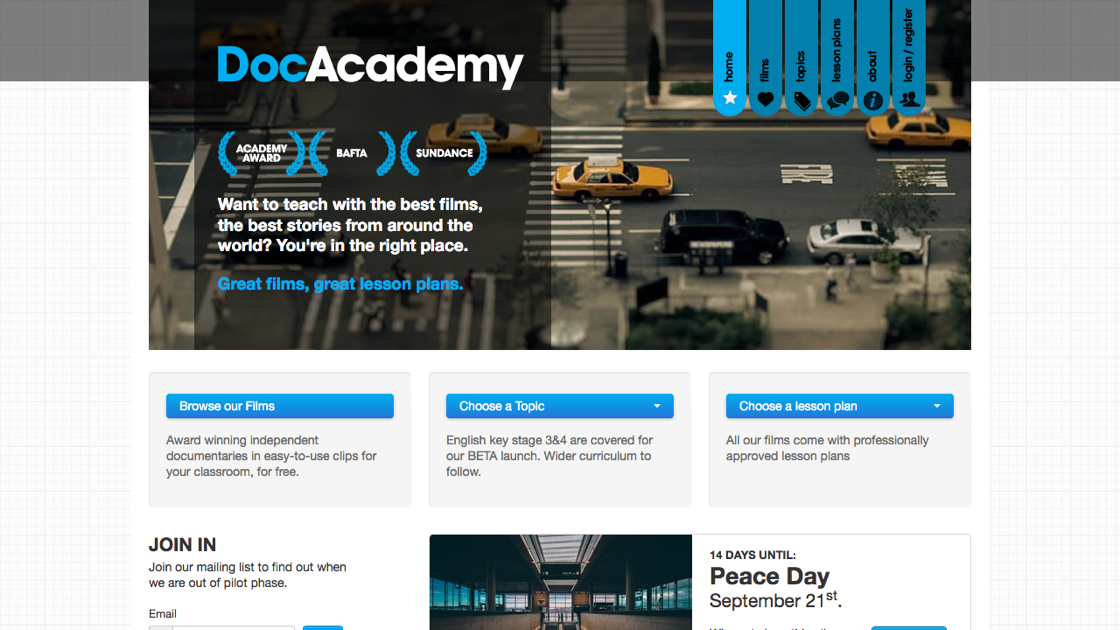 DocAcademy
home
films
topics
lesson plans
about
login / register
ACADEMY
AWARD
BAFTA
SUNDANCE
Want to teach with the best films,
the best stories from around the
world? You're in the right place.
Great films, great lesson plans.
FIRE
Browse our Films
Award winning independent
documentaries in easy-to-use clips for
your classroom, for free.
Choose a Topic
English key stage 3&4 are covered for
our BETA launch. Wider curriculum to
follow.
Choose a lesson plan
All our films come with professionally
approved lesson plans
JOIN IN
Join our mailing list to find out when
we are out of pilot phase.
Email
14 DAYS UNTIL:
Peace Day
September 21st.